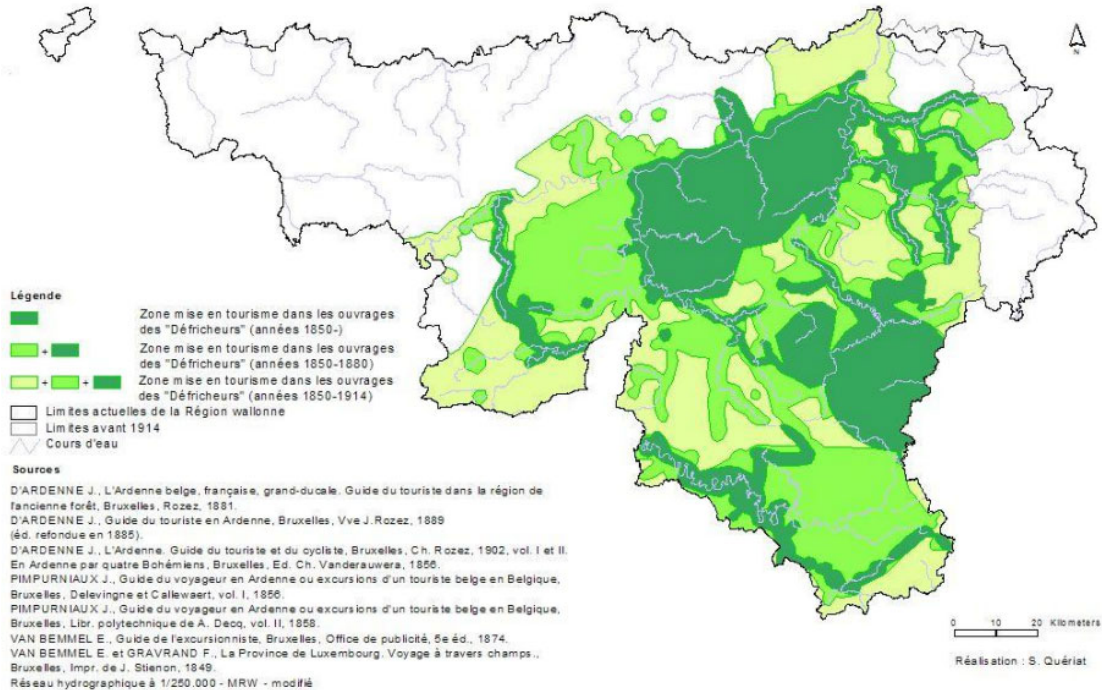 N
Légende
Zone mise en tourisme dans les ouvrages
des "Défricheurs" (années 1850-)
+
Zone mise en tourisme dans les ouvrages
des "Défricheurs" (années 1850-1880)
+ +
Zone mise en tourisme dans les ouvrages
des "Défricheurs" (années 1850-1914)
Limites actuelles de la Région wallonne
Limites avant 1914
Cours d'eau
Sources
D'ARDENNE J., L'Ardenne belge, française, grand-ducale. Guide du touriste dans la région de
l'ancienne forêt, Bruxelles, Rozez, 1881.
D'ARDENNE J., Guide du touriste en Ardenne, Bruxelles, Vve J.Rozez, 1889
(éd. refondue en 1885).
D'ARDENNE J., L'Ardenne. Guide du touriste et du cycliste, Bruxelles, Ch. Rozez, 1902, vol. I et II.
En Ardenne par quatre Bohémiens, Bruxelles, Ed. Ch. Vanderauwera, 1856.
PIMPURNIAUX J., Guide du voyageur en Ardenne ou excursions d'un touriste belge en Belgique,
Bruxelles, Delevingne et Callewaert, vol. I, 1856.
PIMPURNIAUX J., Guide du voyageur en Ardenne ou excursions d'un touriste belge en Belgique,
Bruxelles, Libr. polytechnique de A. Decq, vol. II, 1858.
VAN BEMMEL E., Guide de l'excursionniste, Bruxelles, Office de publicité, 5e éd., 1874.
VAN BEMMEL E. et GRAVRAND F., La Province de Luxembourg. Voyage à travers champs.,
Bruxelles, Impr. de J. Stienon, 1849.
Réseau hydrographique à 1/250.000 - MRW - modifié
0 10 20 Kilometers
Réalisation : S. Quériat